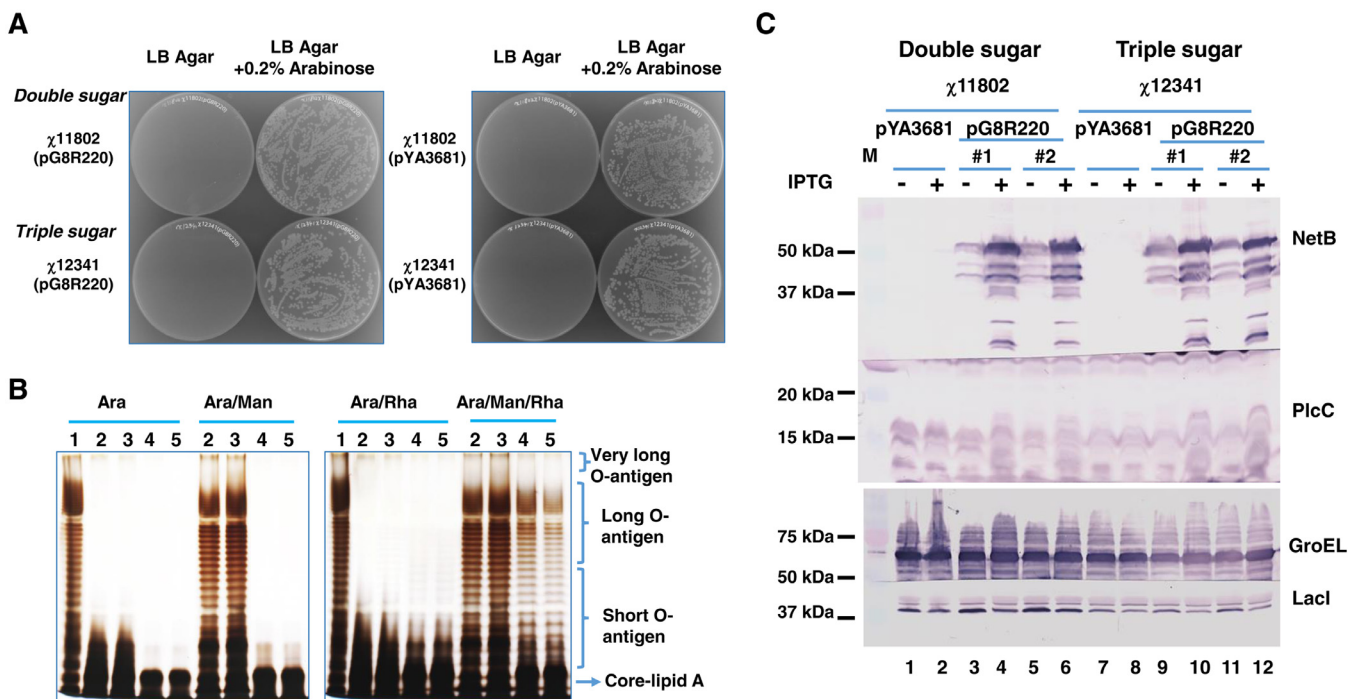 A
LB Agar
LB Agar
+0.2% Arabinose
LB Agar
LB Agar
+0.2% Arabinose
Double sugar
χ11802
(pG8R220)
χ11802
(pYA3681)
Triple sugar
χ12341
(pG8R220)
χ12341
(pYA3681)
B
Ara
Ara/Man
Ara/Rha
Ara/Man/Rha
1 2 3 4 5 2 3 4 5
1 2 3 4 5 2 3 4 5
Very long
O-antigen
Long O-
antigen
Short O-
antigen
Core-lipid A
C
Double sugar
Triple sugar
χ11802
χ12341
pYA3681 pG8R220 pYA3681 pG8R220
M #1 #2 #1 #2
IPTG - + - + - + - + - + - +
50 kDa
NetB
37 kDa
20 kDa
PlcC
15 kDa
75 kDa
GroEL
50 kDa
LacI
37 kDa
1 2 3 4 5 6 7 8 9 10 11 12